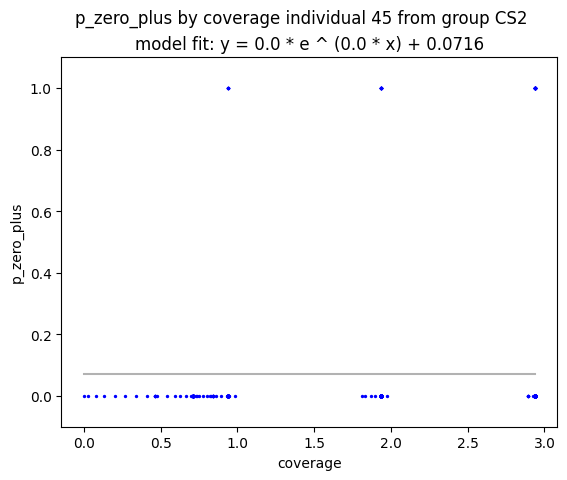 p_zero_plus by coverage individual 45 from group CS2
model fit: y = 0.0 * e ^ (0.0 * x) + 0.0716
1.0
0.8
0.6
0.4
0.2
0.0
p_zero_plus
0.0 0.5 1.0 1.5 2.0 2.5 3.0
coverage